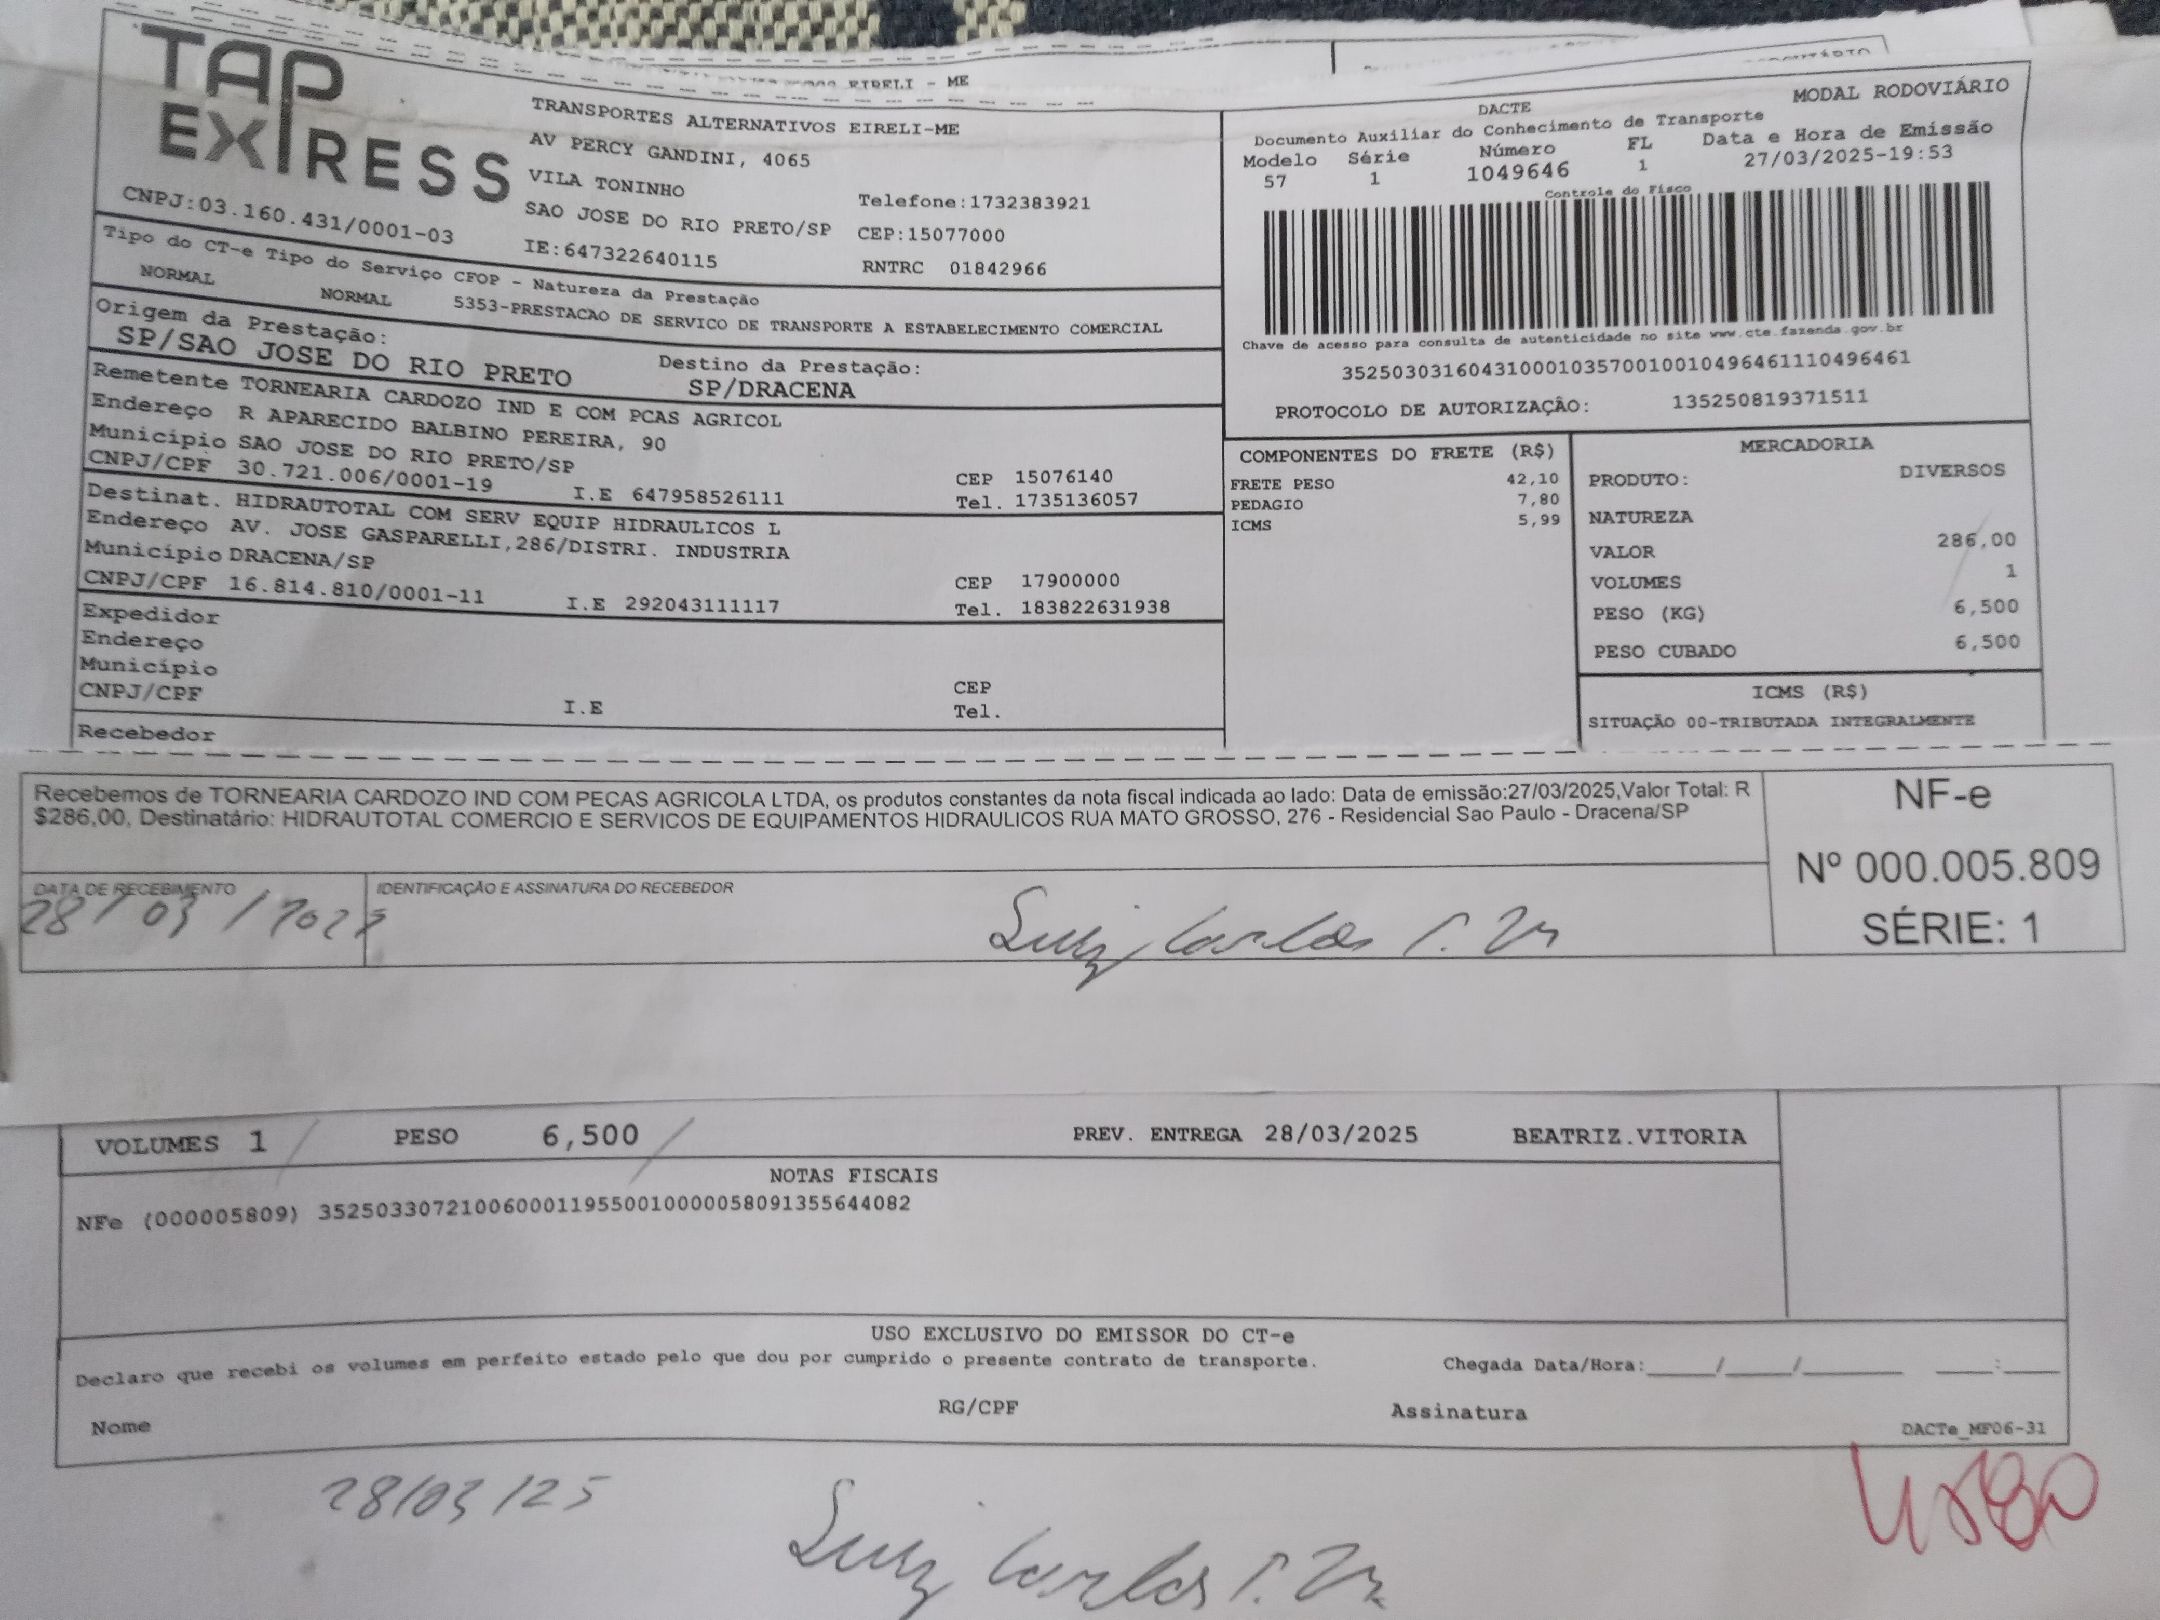 EIRELI - ME
TAP
EXPRESS
CNPJ:03.160.431/0001-03
TRANSPORTES ALTERNATIVOS EIRELI-ME
AV PERCY GANDINI, 4065
VILA TONINHO
SAO JOSE DO RIO PRETO/SP
IE:647322640115
Telefone:1732383921
CEP:15077000
RNTRC 01842966
MODAL RODOVIÁRIO
DACTE
Documento Auxiliar do Conhecimento de Transporte
Modelo Série Número FL Data e Hora de Emissão
57 1 1049646 1 27/03/2025-19:53
Controle do Fisco
Chave de acesso para consulta de autenticidade no site www.cte.fazenda.gov.br
35250303160431000103570010010496461110496461
PROTOCOLO DE AUTORIZAÇÂO: 135250819371511
Tipo do CT-e Tipo do Serviço CFOP - Natureza da Prestação
NORMAL NORMAL 5353-PRESTACAO DE SERVICO DE TRANSPORTE A ESTABELECIMENTO COMERCIAL
Origem da Prestação: Destino da Prestação:
SP/SAO JOSE DO RIO PRETO SP/DRACENA
Remetente TORNEARIA CARDOZO IND E COM PCAS AGRICOL
Endereço R APARECIDO BALBINO PEREIRA, 90
Município SAO JOSE DO RIO PRETO/SP CEP 15076140
CNPJ/CPF 30.721.006/0001-19 I.E 647958526111 Tel. 1735136057
Destinat. HIDRAUTOTAL COM SERV EQUIP HIDRAULICOS L
Endereço AV. JOSE GASPARELLI,286/DISTRI. INDUSTRIA
Município DRACENA/SP CEP 17900000
CNPJ/CPF 16.814.810/0001-11 I.E 292043111117 Tel. 183822631938
Expedidor
Endereço
Município CEP
CNPJ/CPF I.E Tel.
Recebedor
COMPONENTES DO FRETE (R$)
FRETE PESO 42,10
PEDAGIO 7,80
ICMS 5,99
MERCADORIA
PRODUTO: DIVERSOS
NATUREZA
VALOR 286,00
VOLUMES 1
PESO (KG) 6,500
PESO CUBADO 6,500
ICMS (R$)
SITUAÇÃO 00-TRIBUTADA INTEGRALMENTE
Recebemos de TORNEARIA CARDOZO IND COM PECAS AGRICOLA LTDA, os produtos constantes da nota fiscal indicada ao lado: Data de emissão:27/03/2025,Valor Total: R
$286,00, Destinatário: HIDRAUTOTAL COMERCIO E SERVICOS DE EQUIPAMENTOS HIDRAULICOS RUA MATO GROSSO, 276 - Residencial Sao Paulo - Dracena/SP
NF-e
Nº 000.005.809
SÉRIE: 1
DATA DE RECEBIMENTO IDENTIFICAÇÃO E ASSINATURA DO RECEBEDOR
28/03/2025 Luiz Carlos
VOLUMES 1 PESO 6,500 PREV. ENTREGA 28/03/2025 BEATRIZ.VITORIA
NOTAS FISCAIS
NFe (000005809) 35250330721006000119550010000058091355644082
USO EXCLUSIVO DO EMISSOR DO CT-e
Declaro que recebi os volumes em perfeito estado pelo que dou por cumprido o presente contrato de transporte. Chegada Data/Hora:____/____/______ ___:___
Nome RG/CPF Assinatura
DACTe_MF06-31
28/03/25
Luiz Carlos